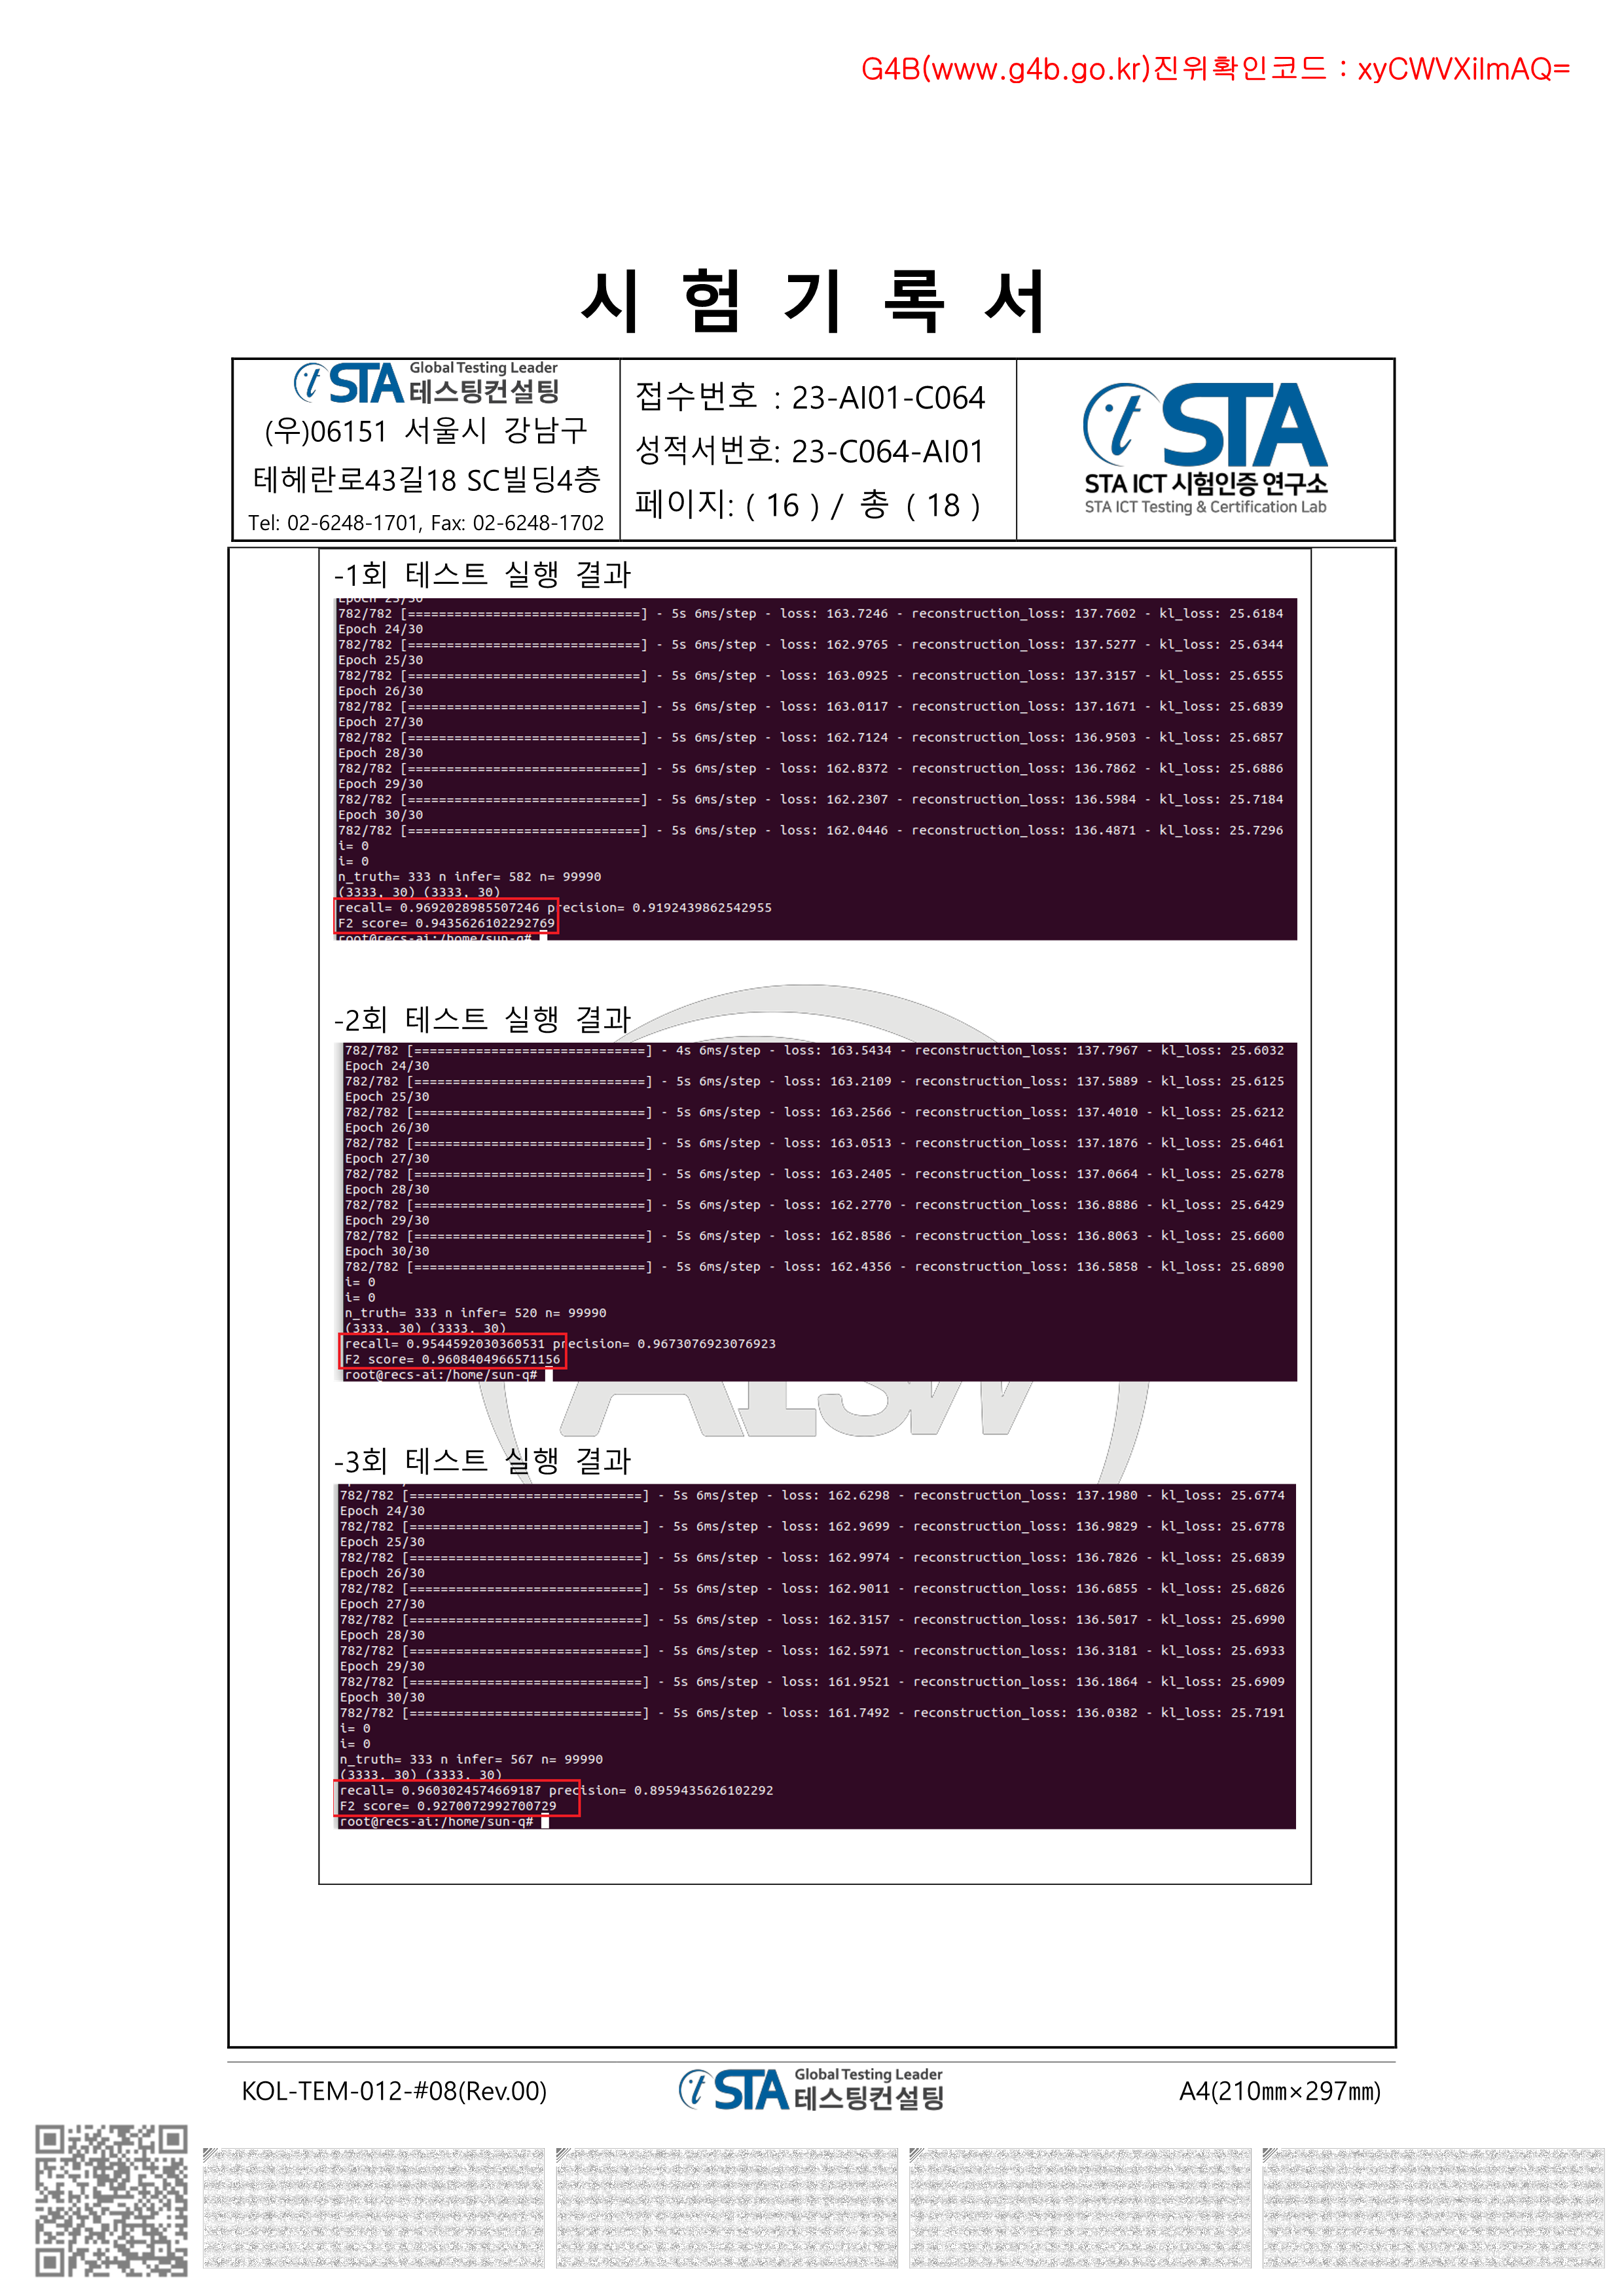 G4B(www.g4b.go.kr)진위확인코드 : xyCWVXiImAQ=
시 험 기 록 서
STA Global Testing Leader 테스팅컨설팅
(우)06151 서울시 강남구
테헤란로43길18 SC빌딩4층
Tel: 02-6248-1701, Fax: 02-6248-1702
접수번호 : 23-AI01-C064
성적서번호: 23-C064-AI01
페이지: ( 16 ) / 총 ( 18 )
STA
STA ICT 시험인증 연구소
STA ICT Testing & Certification Lab
-1회 테스트 실행 결과
Epoch 23/30
782/782 [==============================] - 5s 6ms/step - loss: 163.7246 - reconstruction_loss: 137.7602 - kl_loss: 25.6184
Epoch 24/30
782/782 [==============================] - 5s 6ms/step - loss: 162.9765 - reconstruction_loss: 137.5277 - kl_loss: 25.6344
Epoch 25/30
782/782 [==============================] - 5s 6ms/step - loss: 163.0925 - reconstruction_loss: 137.3157 - kl_loss: 25.6555
Epoch 26/30
782/782 [==============================] - 5s 6ms/step - loss: 163.0117 - reconstruction_loss: 137.1671 - kl_loss: 25.6839
Epoch 27/30
782/782 [==============================] - 5s 6ms/step - loss: 162.7124 - reconstruction_loss: 136.9503 - kl_loss: 25.6857
Epoch 28/30
782/782 [==============================] - 5s 6ms/step - loss: 162.8372 - reconstruction_loss: 136.7862 - kl_loss: 25.6886
Epoch 29/30
782/782 [==============================] - 5s 6ms/step - loss: 162.2307 - reconstruction_loss: 136.5984 - kl_loss: 25.7184
Epoch 30/30
782/782 [==============================] - 5s 6ms/step - loss: 162.0446 - reconstruction_loss: 136.4871 - kl_loss: 25.7296
i= 0
i= 0
n_truth= 333 n infer= 582 n= 99990
(3333, 30) (3333, 30)
recall= 0.9692028985507246 precision= 0.9192439862542955
F2 score= 0.9435626102292769
root@recs-ai:/home/sun-q#
-2회 테스트 실행 결과
782/782 [==============================] - 4s 6ms/step - loss: 163.5434 - reconstruction_loss: 137.7967 - kl_loss: 25.6032
Epoch 24/30
782/782 [==============================] - 5s 6ms/step - loss: 163.2109 - reconstruction_loss: 137.5889 - kl_loss: 25.6125
Epoch 25/30
782/782 [==============================] - 5s 6ms/step - loss: 163.2566 - reconstruction_loss: 137.4010 - kl_loss: 25.6212
Epoch 26/30
782/782 [==============================] - 5s 6ms/step - loss: 163.0513 - reconstruction_loss: 137.1876 - kl_loss: 25.6461
Epoch 27/30
782/782 [==============================] - 5s 6ms/step - loss: 163.2405 - reconstruction_loss: 137.0664 - kl_loss: 25.6278
Epoch 28/30
782/782 [==============================] - 5s 6ms/step - loss: 162.2770 - reconstruction_loss: 136.8886 - kl_loss: 25.6429
Epoch 29/30
782/782 [==============================] - 5s 6ms/step - loss: 162.8586 - reconstruction_loss: 136.8063 - kl_loss: 25.6600
Epoch 30/30
782/782 [==============================] - 5s 6ms/step - loss: 162.4356 - reconstruction_loss: 136.5858 - kl_loss: 25.6890
i= 0
i= 0
n_truth= 333 n infer= 520 n= 99990
(3333, 30) (3333, 30)
recall= 0.9544592030360531 precision= 0.9673076923076923
F2 score= 0.9608404966571156
root@recs-ai:/home/sun-q#
AISW
-3회 테스트 실행 결과
782/782 [==============================] - 5s 6ms/step - loss: 162.6298 - reconstruction_loss: 137.1980 - kl_loss: 25.6774
Epoch 24/30
782/782 [==============================] - 5s 6ms/step - loss: 162.9699 - reconstruction_loss: 136.9829 - kl_loss: 25.6778
Epoch 25/30
782/782 [==============================] - 5s 6ms/step - loss: 162.9974 - reconstruction_loss: 136.7826 - kl_loss: 25.6839
Epoch 26/30
782/782 [==============================] - 5s 6ms/step - loss: 162.9011 - reconstruction_loss: 136.6855 - kl_loss: 25.6826
Epoch 27/30
782/782 [==============================] - 5s 6ms/step - loss: 162.3157 - reconstruction_loss: 136.5017 - kl_loss: 25.6990
Epoch 28/30
782/782 [==============================] - 5s 6ms/step - loss: 162.5971 - reconstruction_loss: 136.3181 - kl_loss: 25.6933
Epoch 29/30
782/782 [==============================] - 5s 6ms/step - loss: 161.9521 - reconstruction_loss: 136.1864 - kl_loss: 25.6909
Epoch 30/30
782/782 [==============================] - 5s 6ms/step - loss: 161.7492 - reconstruction_loss: 136.0382 - kl_loss: 25.7191
i= 0
i= 0
n_truth= 333 n infer= 567 n= 99990
(3333, 30) (3333, 30)
recall= 0.9603024574669187 precision= 0.8959435626102292
F2 score= 0.9270072992700729
root@recs-ai:/home/sun-q#
KOL-TEM-012-#08(Rev.00)
STA Global Testing Leader 테스팅컨설팅
A4(210㎜×297㎜)